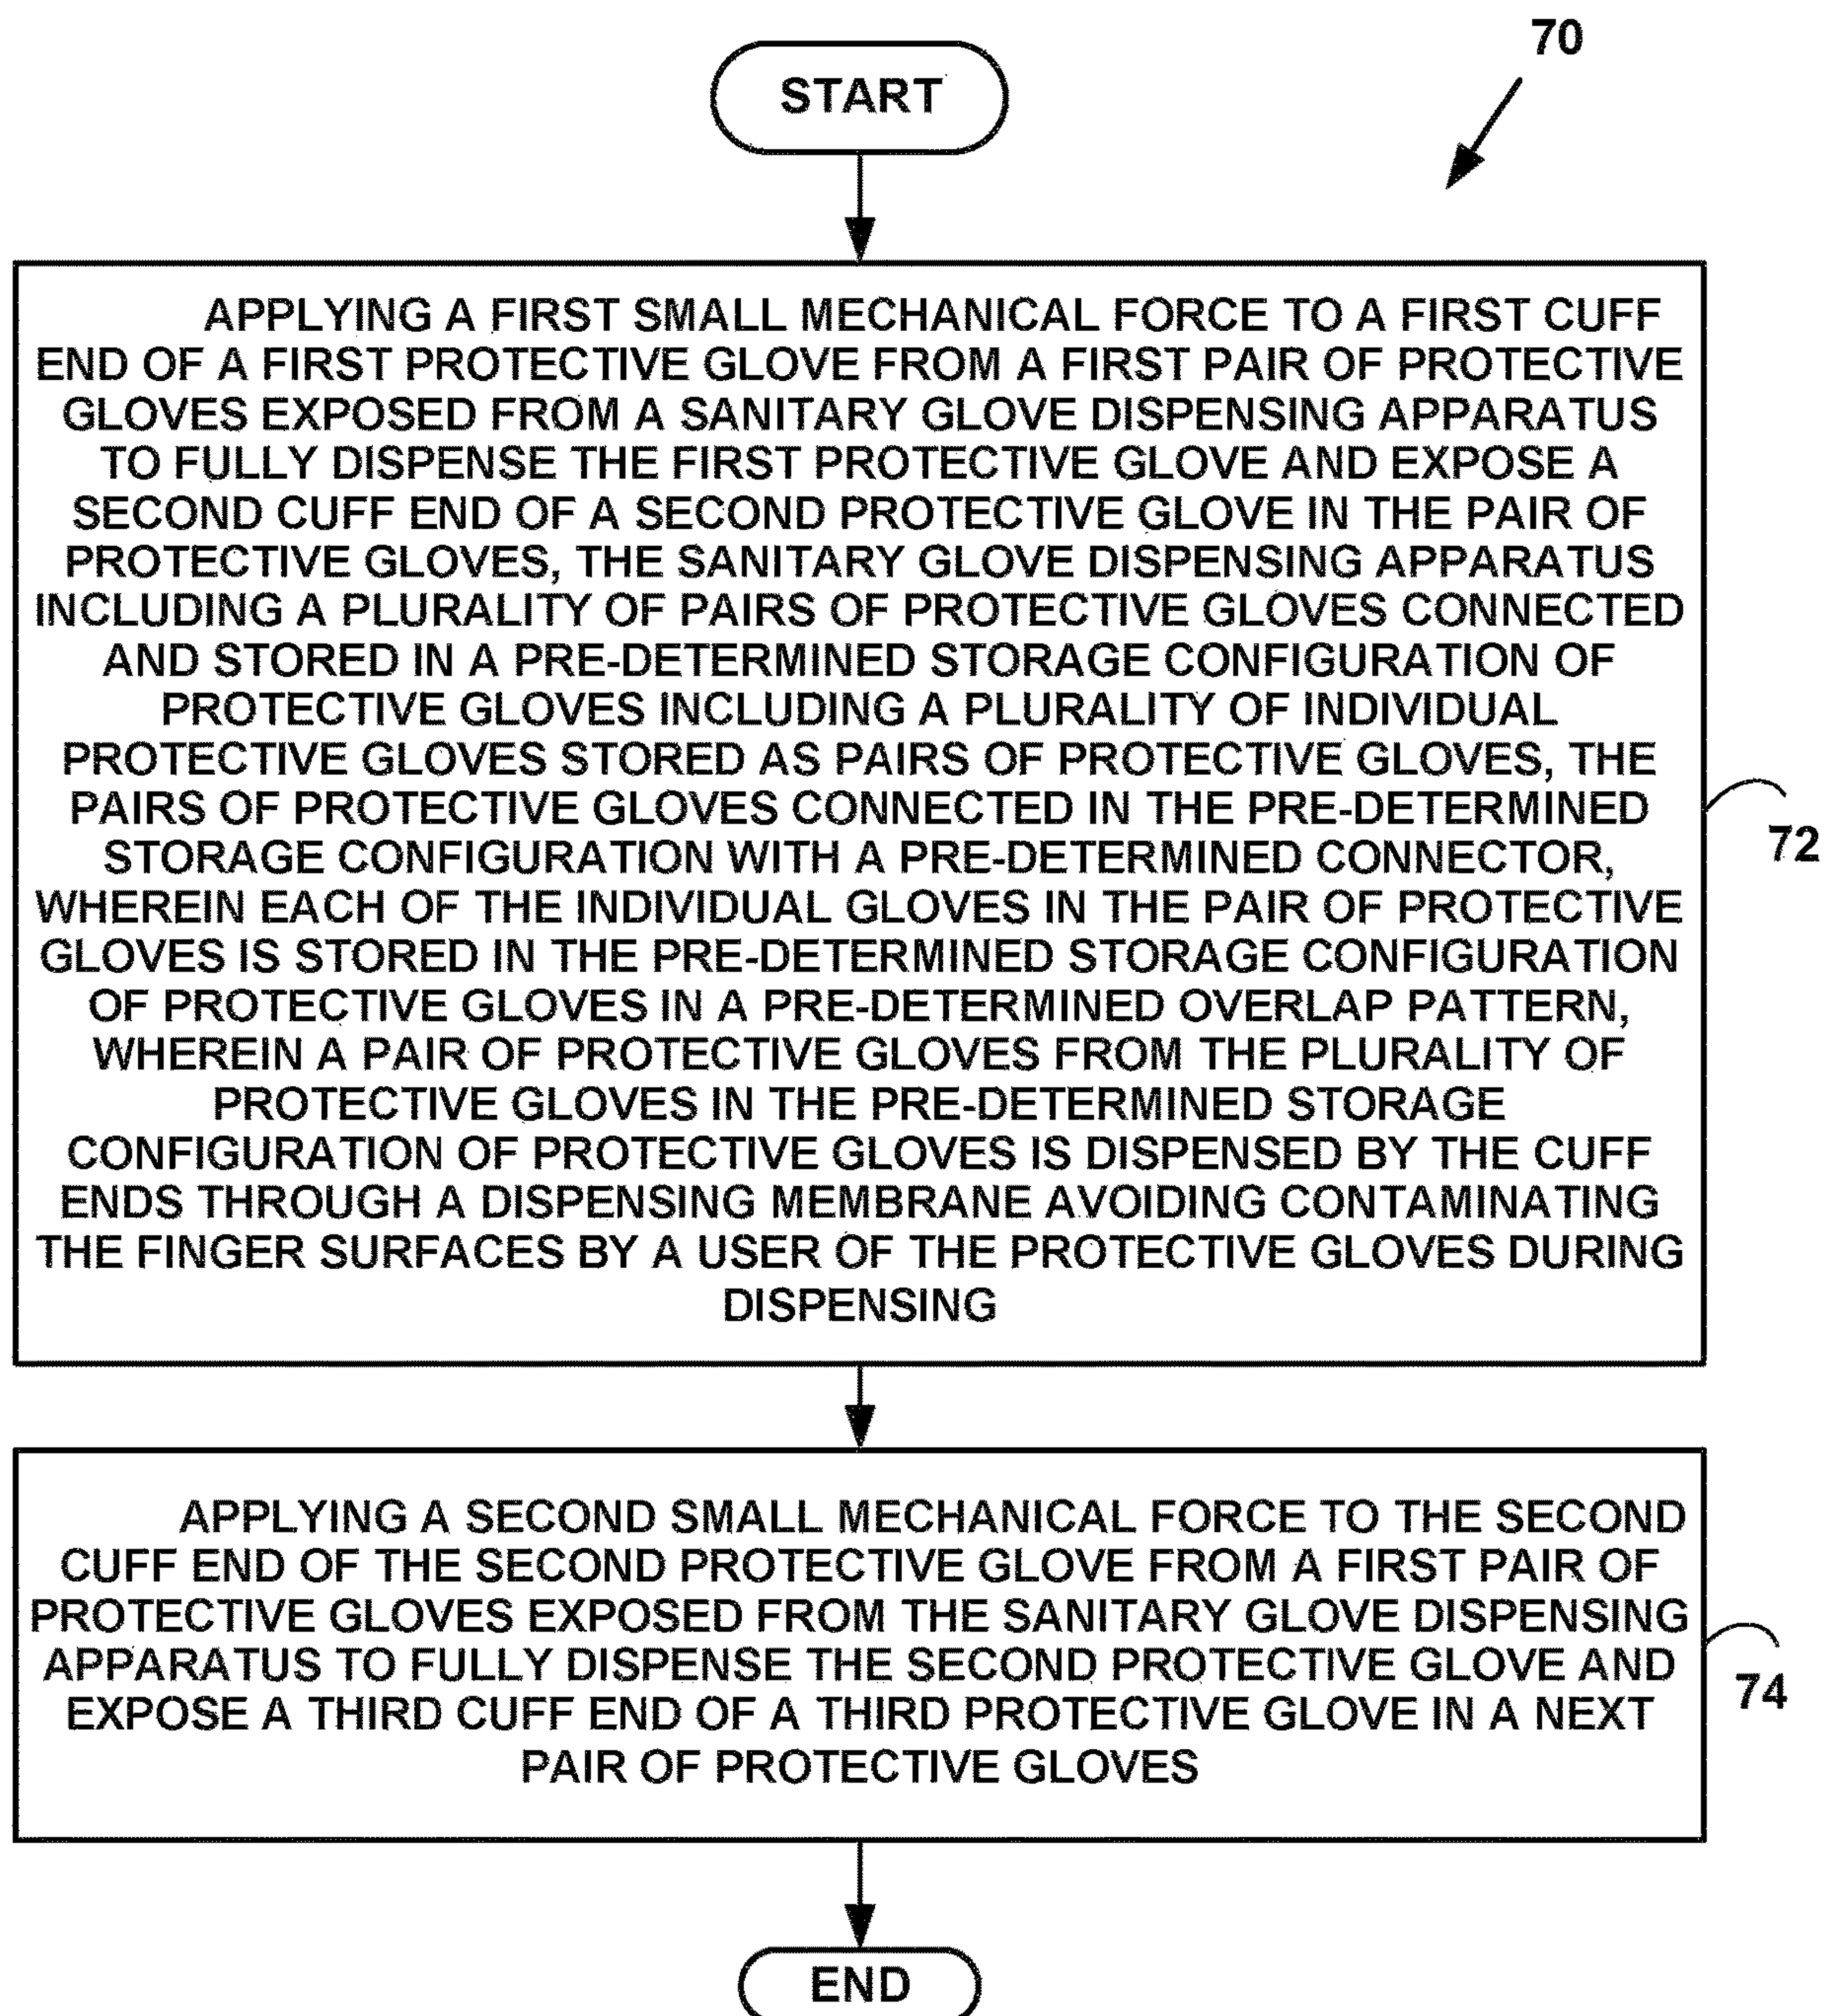 70
START
APPLYING A FIRST SMALL MECHANICAL FORCE TO A FIRST CUFF
END OF A FIRST PROTECTIVE GLOVE FROM A FIRST PAIR OF PROTECTIVE
GLOVES EXPOSED FROM A SANITARY GLOVE DISPENSING APPARATUS
TO FULLY DISPENSE THE FIRST PROTECTIVE GLOVE AND EXPOSE A
SECOND CUFF END OF A SECOND PROTECTIVE GLOVE IN THE PAIR OF
PROTECTIVE GLOVES, THE SANITARY GLOVE DISPENSING APPARATUS
INCLUDING A PLURALITY OF PAIRS OF PROTECTIVE GLOVES CONNECTED
AND STORED IN A PRE-DETERMINED STORAGE CONFIGURATION OF
PROTECTIVE GLOVES INCLUDING A PLURALITY OF INDIVIDUAL
PROTECTIVE GLOVES STORED AS PAIRS OF PROTECTIVE GLOVES, THE
PAIRS OF PROTECTIVE GLOVES CONNECTED IN THE PRE-DETERMINED
STORAGE CONFIGURATION WITH A PRE-DETERMINED CONNECTOR,
WHEREIN EACH OF THE INDIVIDUAL GLOVES IN THE PAIR OF PROTECTIVE
GLOVES IS STORED IN THE PRE-DETERMINED STORAGE CONFIGURATION
OF PROTECTIVE GLOVES IN A PRE-DETERMINED OVERLAP PATTERN,
WHEREIN A PAIR OF PROTECTIVE GLOVES FROM THE PLURALITY OF
PROTECTIVE GLOVES IN THE PRE-DETERMINED STORAGE
CONFIGURATION OF PROTECTIVE GLOVES IS DISPENSED BY THE CUFF
ENDS THROUGH A DISPENSING MEMBRANE AVOIDING CONTAMINATING
THE FINGER SURFACES BY A USER OF THE PROTECTIVE GLOVES DURING
DISPENSING
72
APPLYING A SECOND SMALL MECHANICAL FORCE TO THE SECOND
CUFF END OF THE SECOND PROTECTIVE GLOVE FROM A FIRST PAIR OF
PROTECTIVE GLOVES EXPOSED FROM THE SANITARY GLOVE DISPENSING
APPARATUS TO FULLY DISPENSE THE SECOND PROTECTIVE GLOVE AND
EXPOSE A THIRD CUFF END OF A THIRD PROTECTIVE GLOVE IN A NEXT
PAIR OF PROTECTIVE GLOVES
74
END